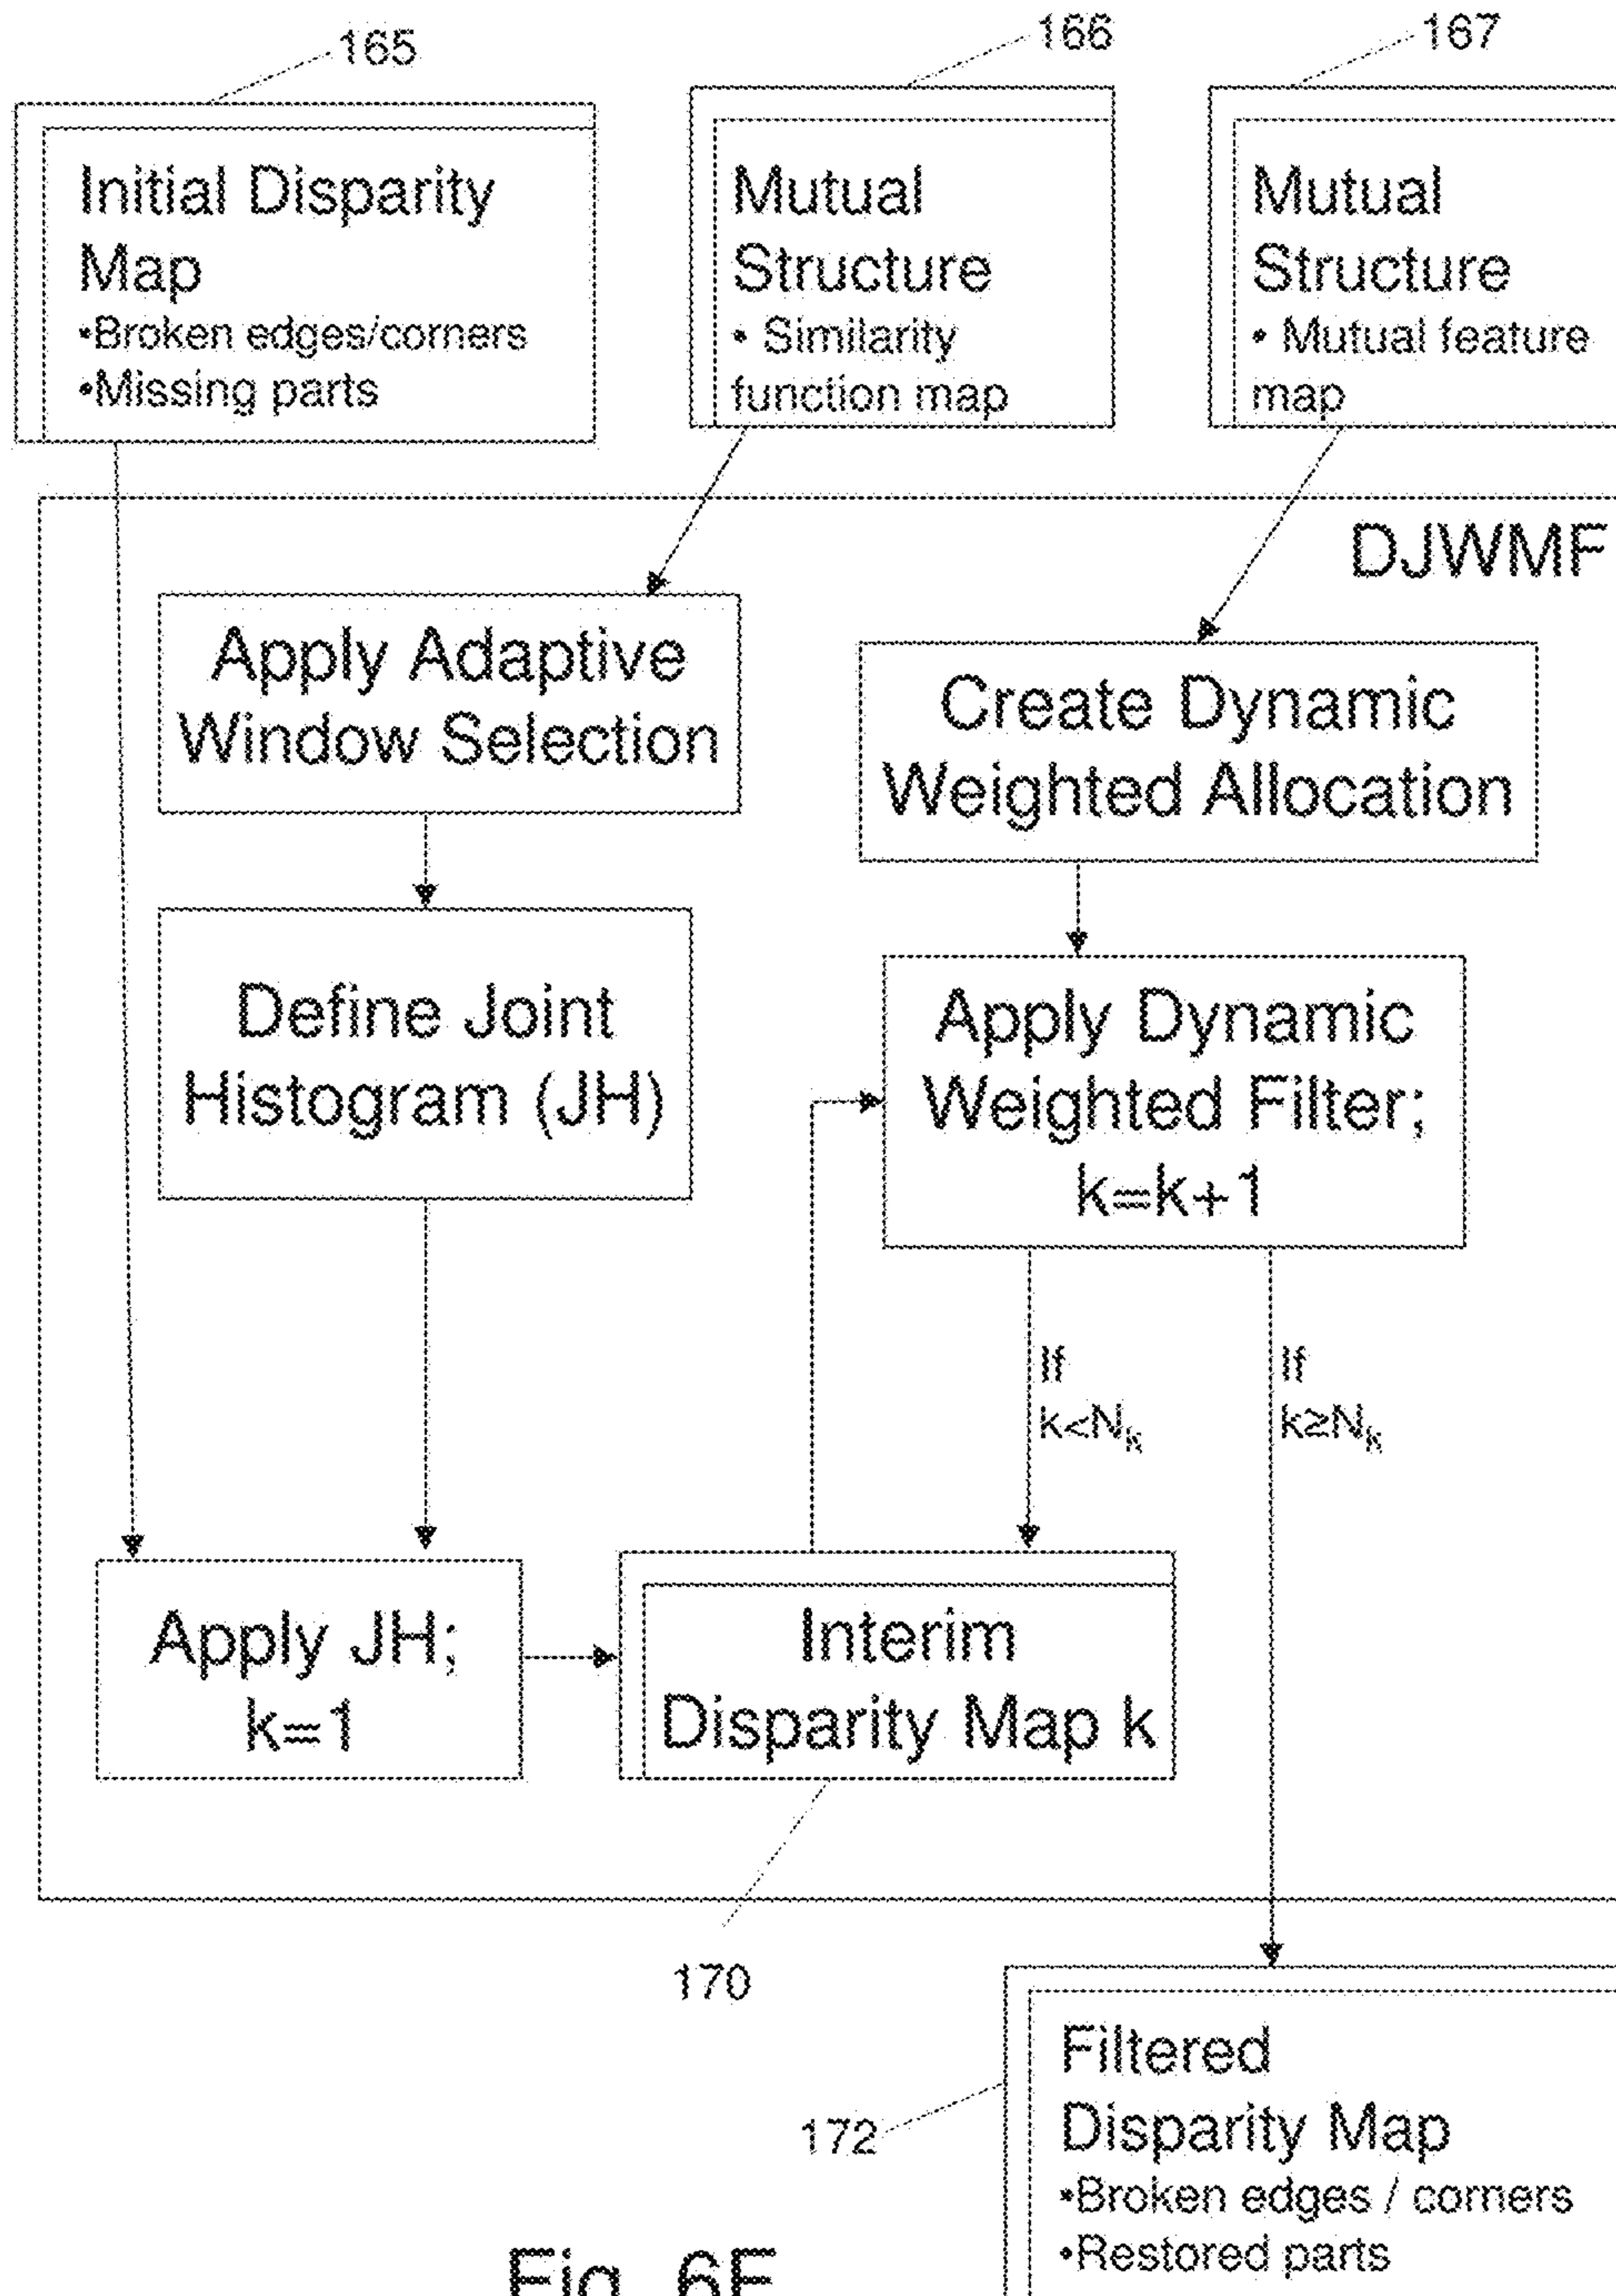 165
166
167
Initial Disparity
Map
•Broken edges/corners
•Missing parts
Mutual
Structure
• Similarity
function map
Mutual
Structure
• Mutual feature
map
DJWMF
Apply Adaptive
Window Selection
Create Dynamic
Weighted Allocation
Define Joint
Histogram (JH)
Apply Dynamic
Weighted Filter;
k=k+1
If
k<Nk
If
k≥Nk
Apply JH;
k=1
Interim
Disparity Map k
170
172
Filtered
Disparity Map
•Broken edges / corners
•Restored parts
Fig.